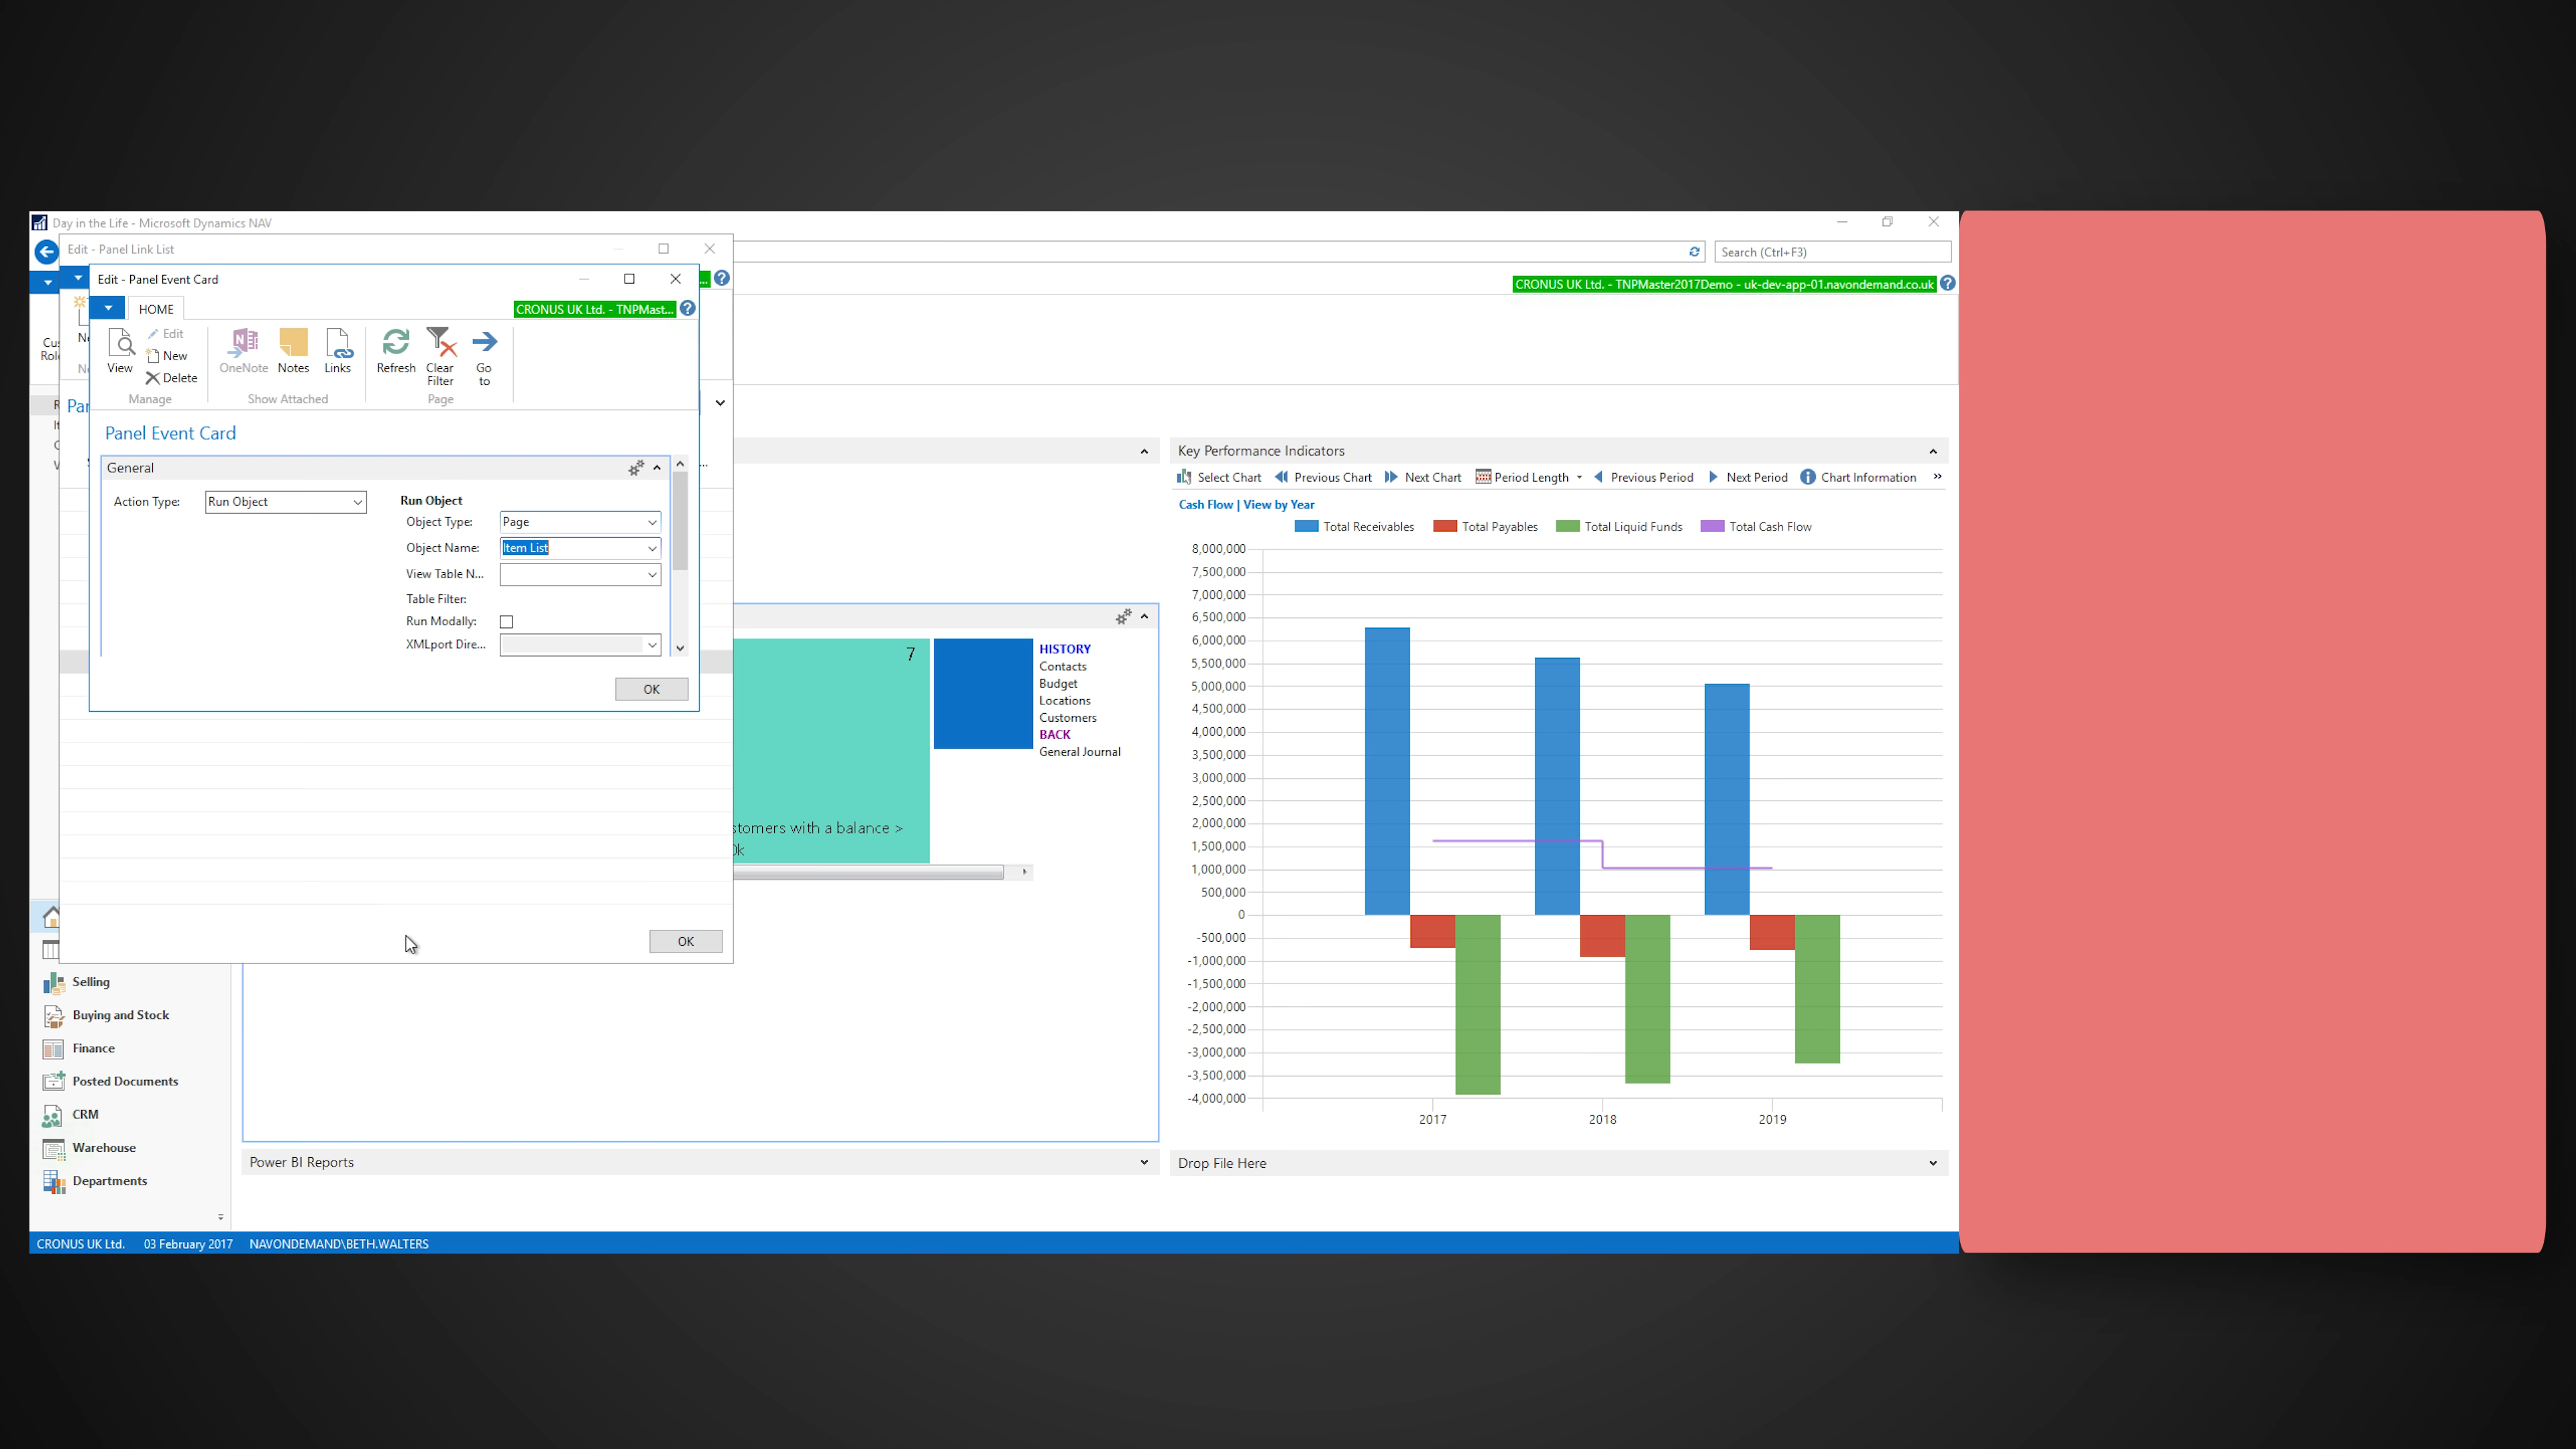 Day in the Life - Microsoft Dynamics NAV
Edit - Panel Link List
Search (Ctrl+F3)
Edit - Panel Event Card
CRONUS UK Ltd. - TNPMaster2017Demo - uk-dev-app-01.navondemand.co.uk
HOME
CRONUS UK Ltd. - TNPMast...
View
Edit
New
Delete
OneNote
Notes
Links
Refresh
Clear Filter
Go to
Manage
Show Attached
Page
Panel Event Card
General
Action Type:
Run Object
Run Object
Object Type:
Page
Object Name:
Item List
View Table N...
Table Filter:
Run Modally:
XMLport Dire...
OK
OK
7
stomers with a balance >
HISTORY
Contacts
Budget
Locations
Customers
BACK
General Journal
Key Performance Indicators
Select Chart
Previous Chart
Next Chart
Period Length
Previous Period
Next Period
Chart Information
Cash Flow | View by Year
Total Receivables
Total Payables
Total Liquid Funds
Total Cash Flow
8,000,000
7,500,000
7,000,000
6,500,000
6,000,000
5,500,000
5,000,000
4,500,000
4,000,000
3,500,000
3,000,000
2,500,000
2,000,000
1,500,000
1,000,000
500,000
0
-500,000
-1,000,000
-1,500,000
-2,000,000
-2,500,000
-3,000,000
-3,500,000
-4,000,000
2017
2018
2019
Selling
Buying and Stock
Finance
Posted Documents
CRM
Warehouse
Departments
Power BI Reports
Drop File Here
CRONUS UK Ltd.
03 February 2017
NAVONDEMAND\BETH.WALTERS